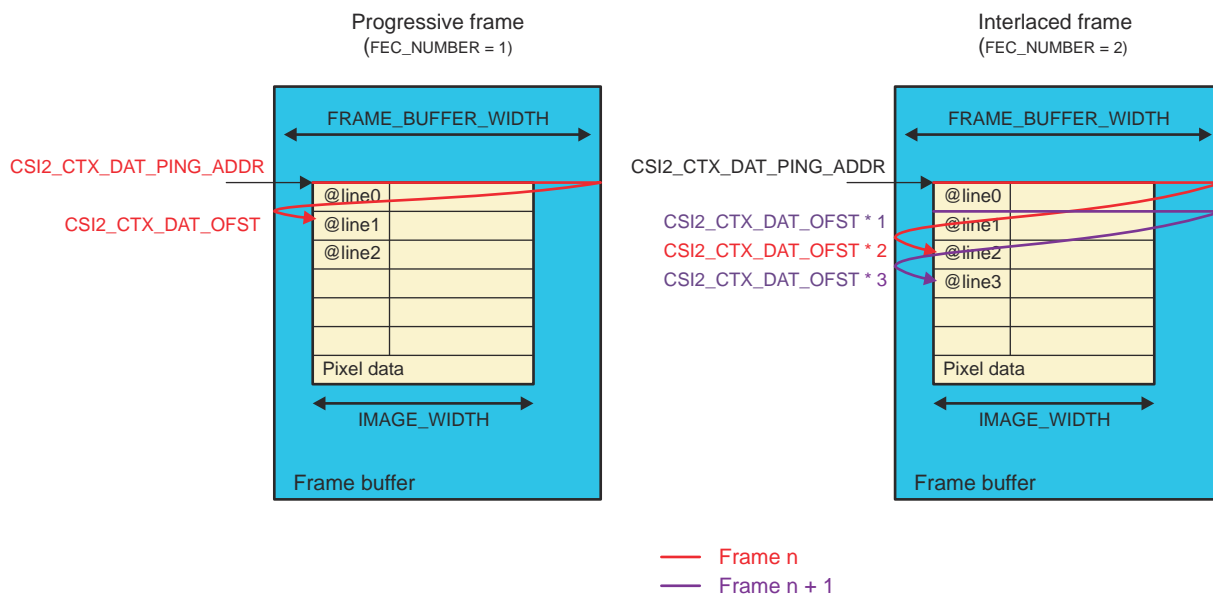 Progressive frame
(FEC_NUMBER = 1)
FRAME_BUFFER_WIDTH
CSI2_CTX_DAT_PING_ADDR
@line0
CSI2_CTX_DAT_OFST
@line1
@line2
Pixel data
IMAGE_WIDTH
Frame buffer
Interlaced frame
(FEC_NUMBER = 2)
FRAME_BUFFER_WIDTH
CSI2_CTX_DAT_PING_ADDR
@line0
CSI2_CTX_DAT_OFST * 1
@line1
CSI2_CTX_DAT_OFST * 2
@line2
CSI2_CTX_DAT_OFST * 3
@line3
Pixel data
IMAGE_WIDTH
Frame buffer
Frame n
Frame n + 1